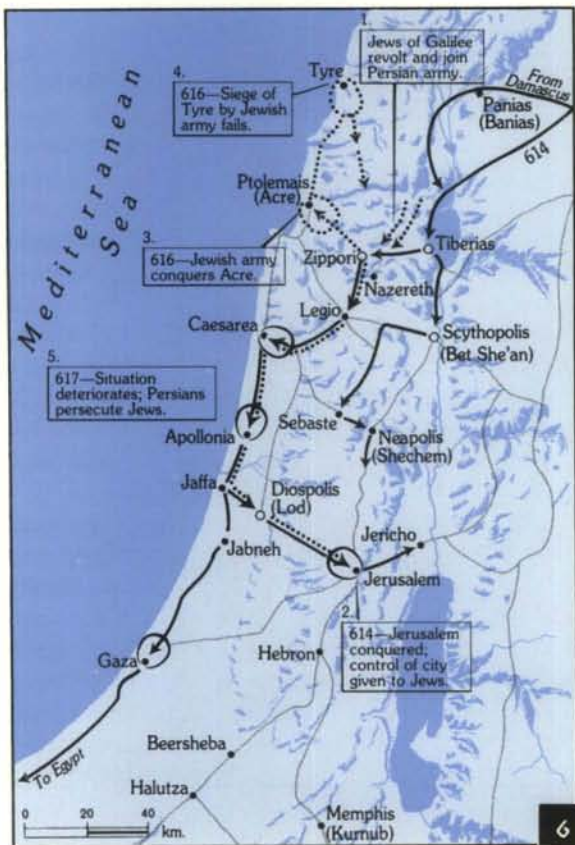 1.
Jews of Galilee
revolt and join
Persian army.
4.
616—Siege of
Tyre by Jewish
army fails.
Tyre
From
Damascus
614
Panias
(Banias)
Mediterranean
Sea
Ptolemais
(Acre)
3.
616—Jewish army
conquers Acre.
Zippori
Tiberias
Nazereth
Legio
Caesarea
Scythopolis
(Bet She'an)
5.
617—Situation
deteriorates; Persians
persecute Jews.
Sebaste
Apollonia
Neapolis
(Shechem)
Jaffa
Diospolis
(Lod)
Jabneh
Jericho
Jerusalem
2.
614—Jerusalem
conquered;
control of city
given to Jews.
Gaza
Hebron
To Egypt
Beersheba
Halutza
Memphis
(Kurnub)
0 20 40
km.
6